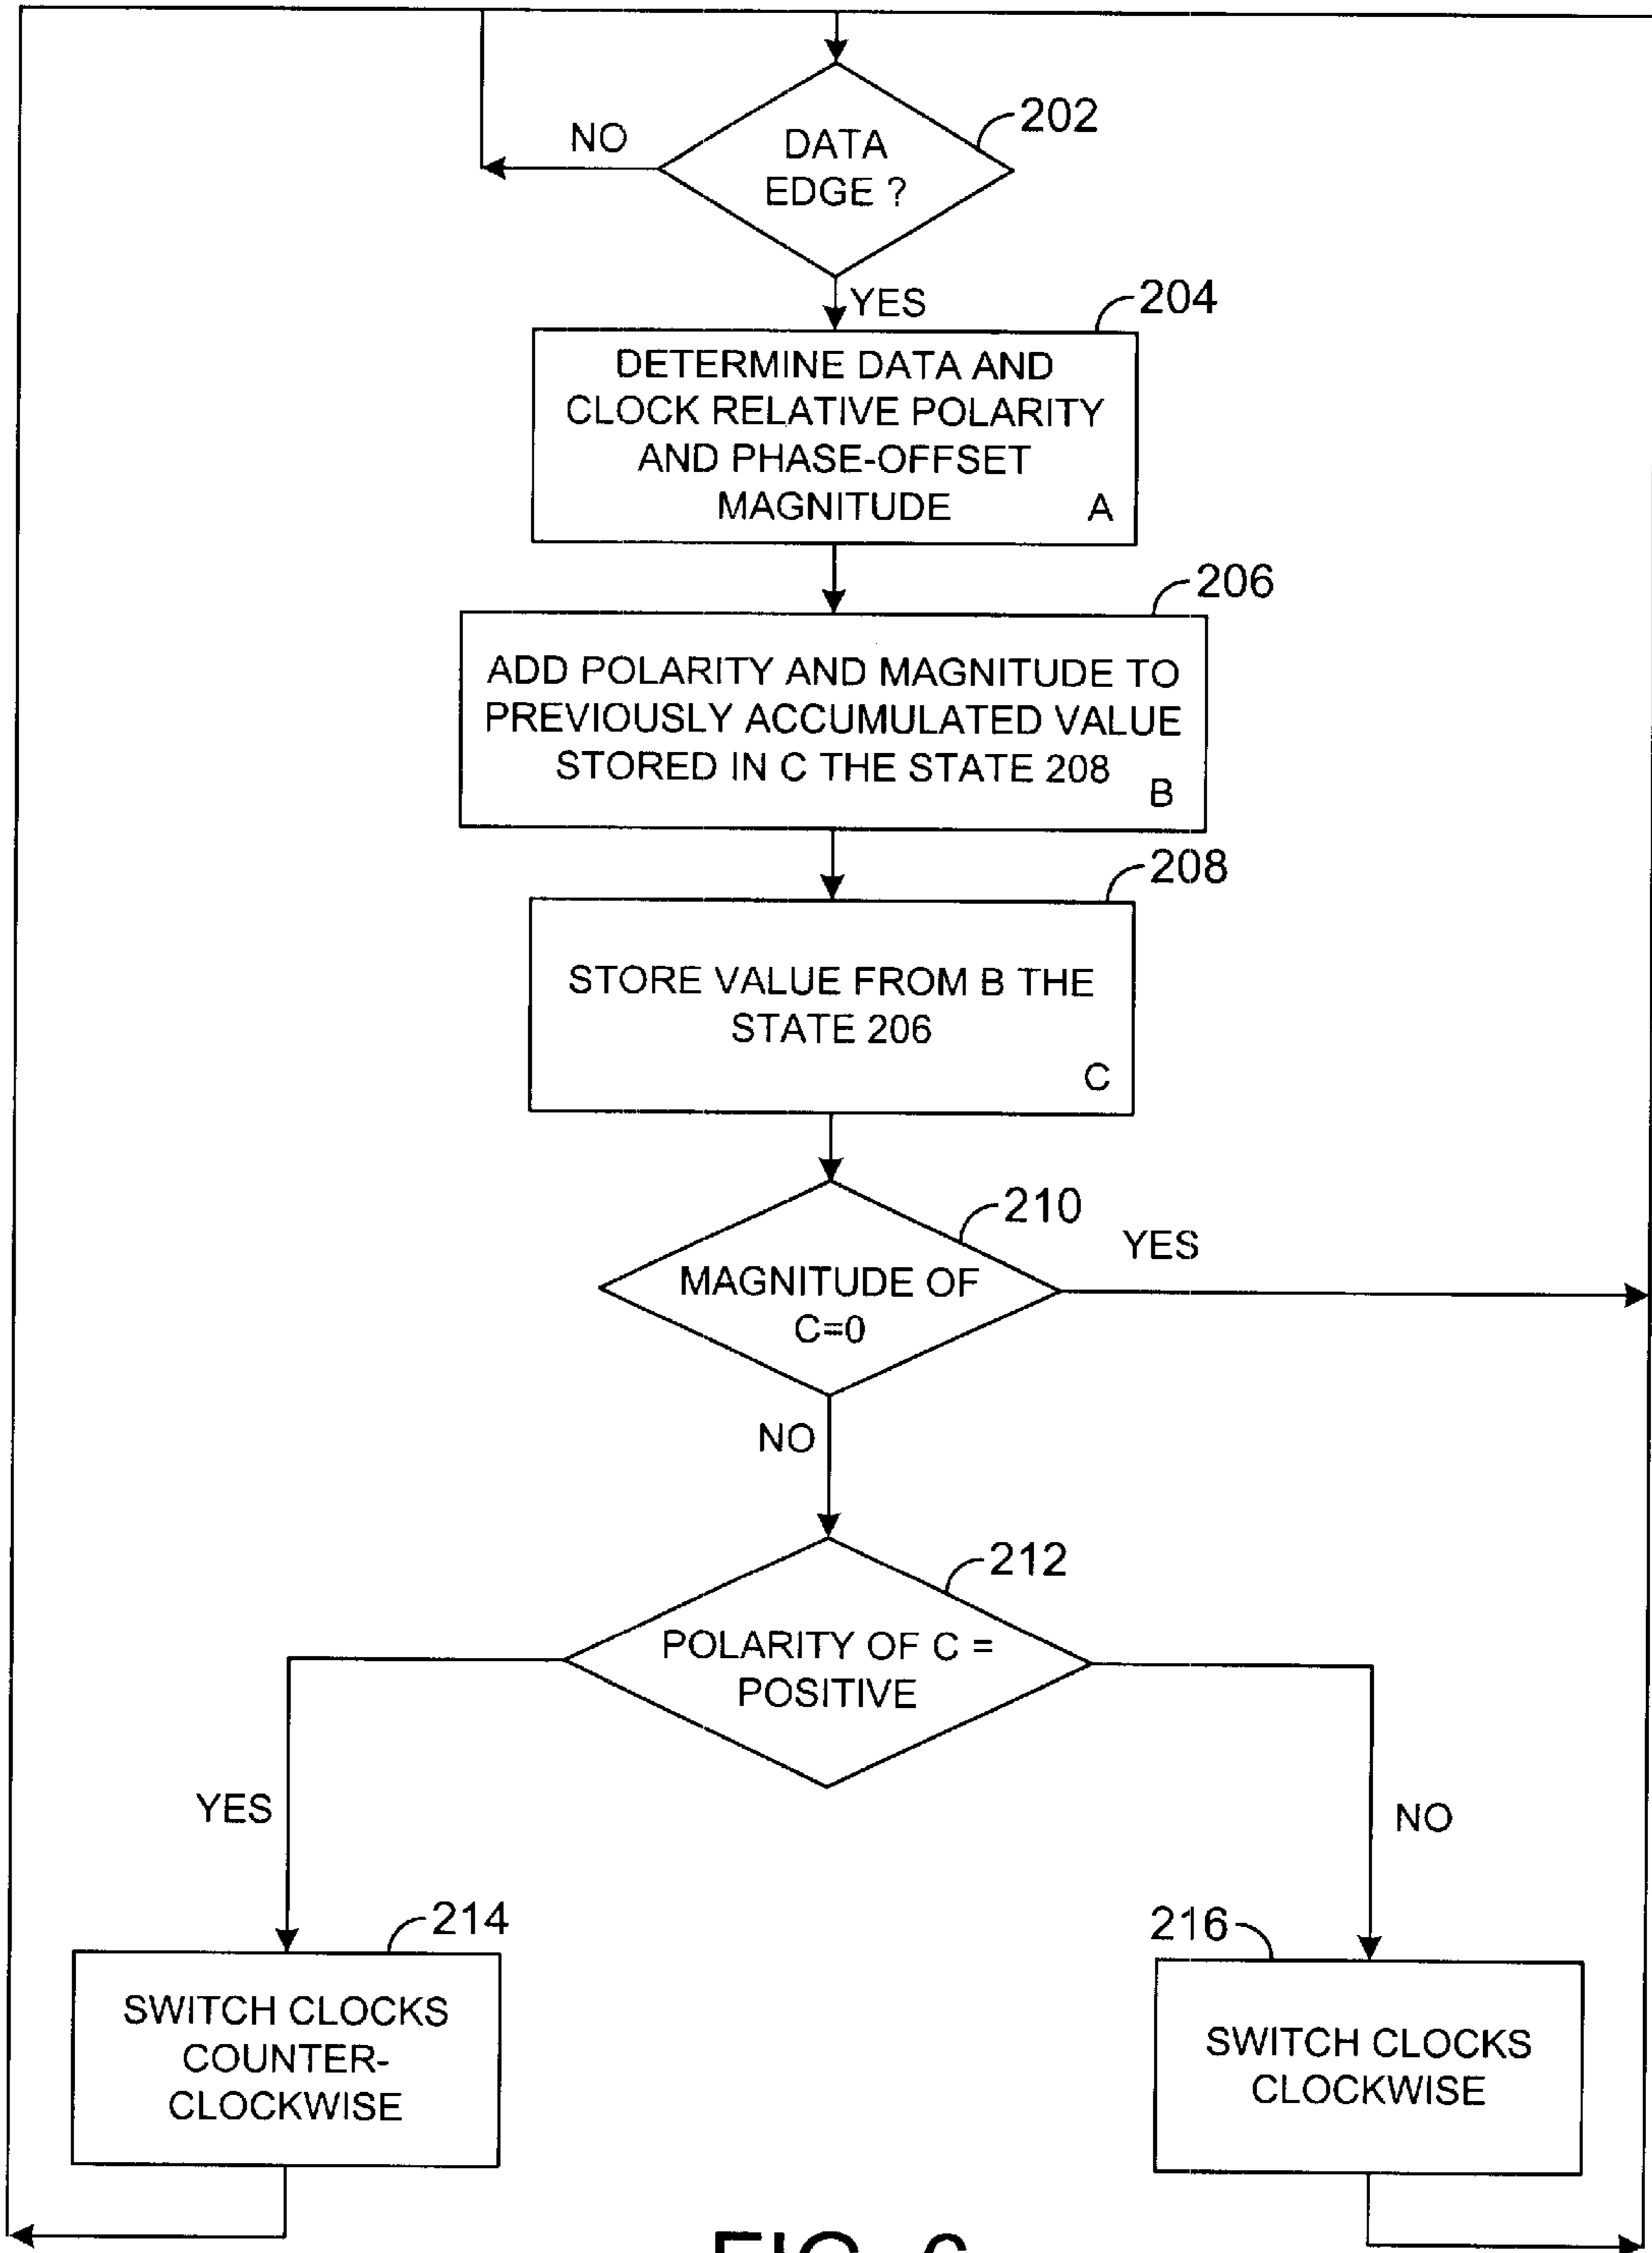 202
NO
DATA
EDGE ?
YES
204
DETERMINE DATA AND
CLOCK RELATIVE POLARITY
AND PHASE-OFFSET
MAGNITUDE
A
206
ADD POLARITY AND MAGNITUDE TO
PREVIOUSLY ACCUMULATED VALUE
STORED IN C THE STATE 208
B
208
STORE VALUE FROM B THE
STATE 206
C
210
YES
MAGNITUDE OF
C=0
NO
212
POLARITY OF C =
POSITIVE
YES
NO
214
SWITCH CLOCKS
COUNTER-
CLOCKWISE
216
SWITCH CLOCKS
CLOCKWISE
FIG. 6